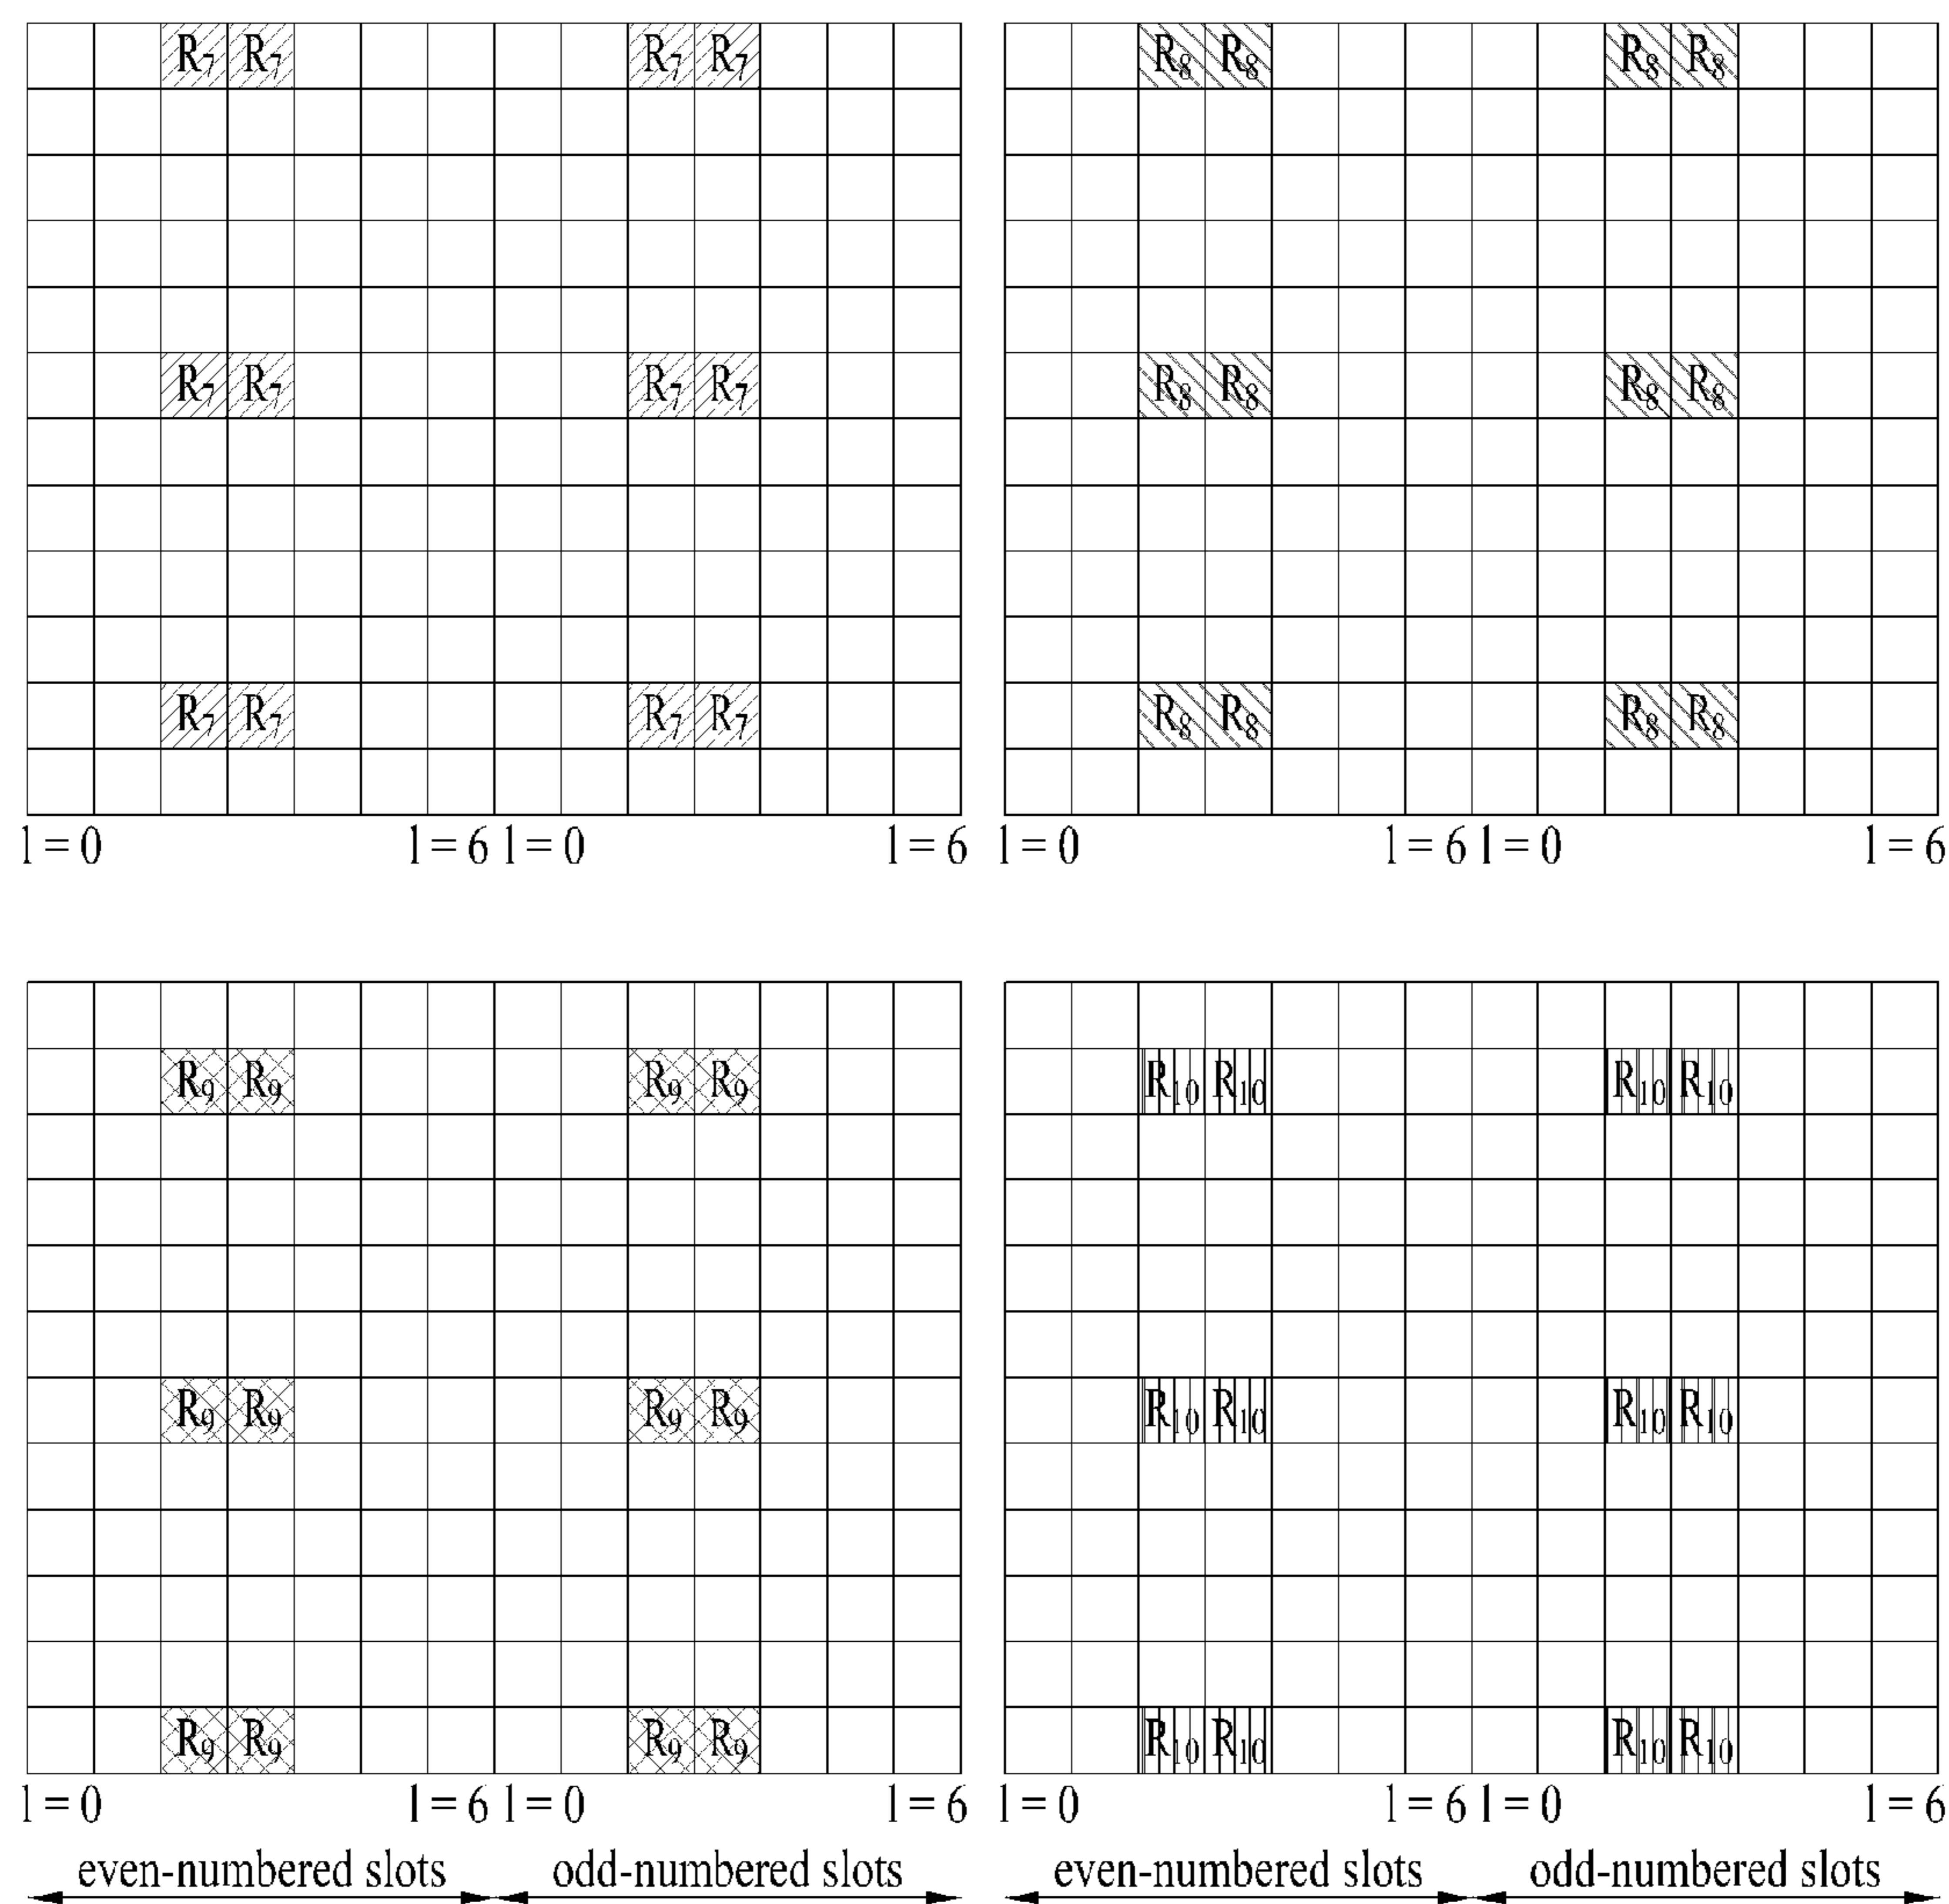 R7 R7 R7 R7 R8 R8 R8 R8
R7 R7 R7 R7 R8 R8 R8 R8
R7 R7 R7 R7 R8 R8 R8 R8
l = 0 l = 6 l = 0 l = 6 l = 0 l = 6 l = 0 l = 6
R9 R9 R9 R9 R10 R10 R10 R10
R9 R9 R9 R9 R10 R10 R10 R10
R9 R9 R9 R9 R10 R10 R10 R10
l = 0 l = 6 l = 0 l = 6 l = 0 l = 6 l = 0 l = 6
even-numbered slots odd-numbered slots even-numbered slots odd-numbered slots